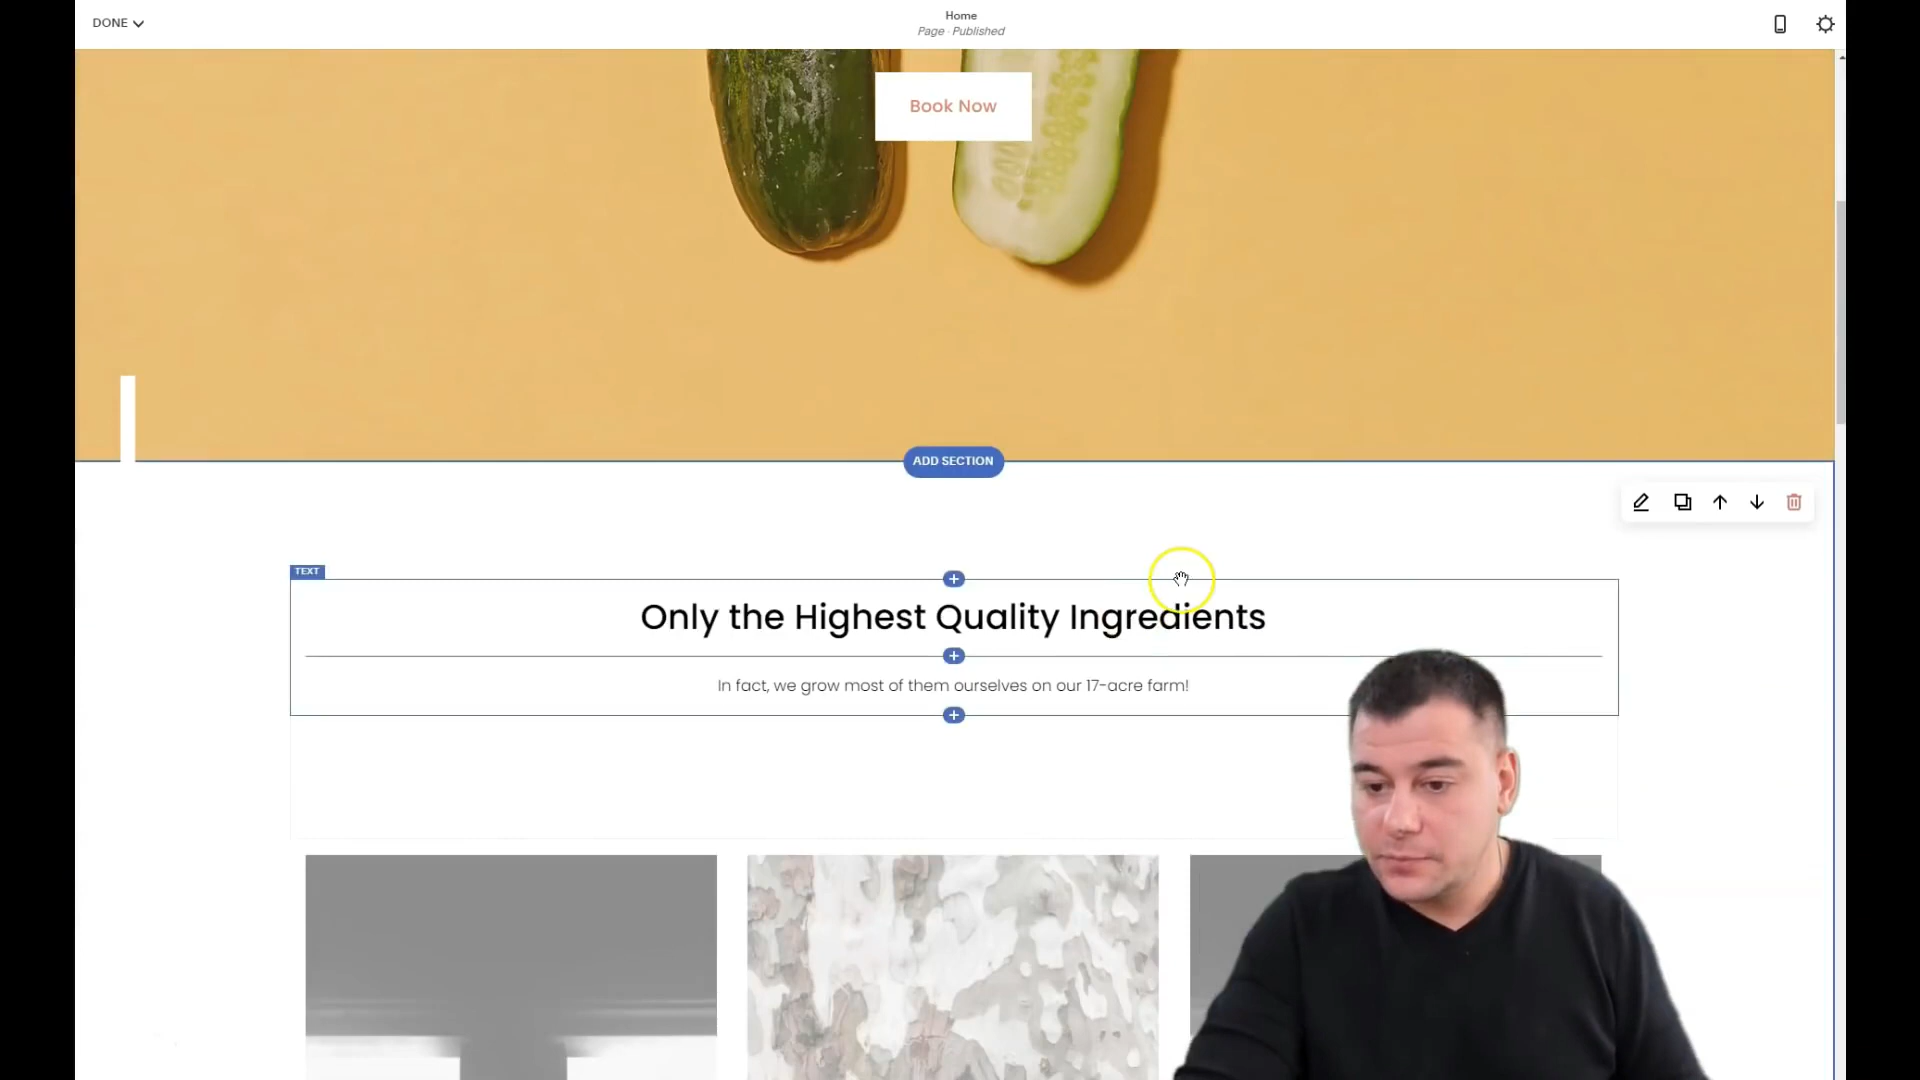 DONE
Home
Page · Published
Book Now
ADD SECTION
TEXT
Only the Highest Quality Ingredients
In fact, we grow most of them ourselves on our 17-acre farm!